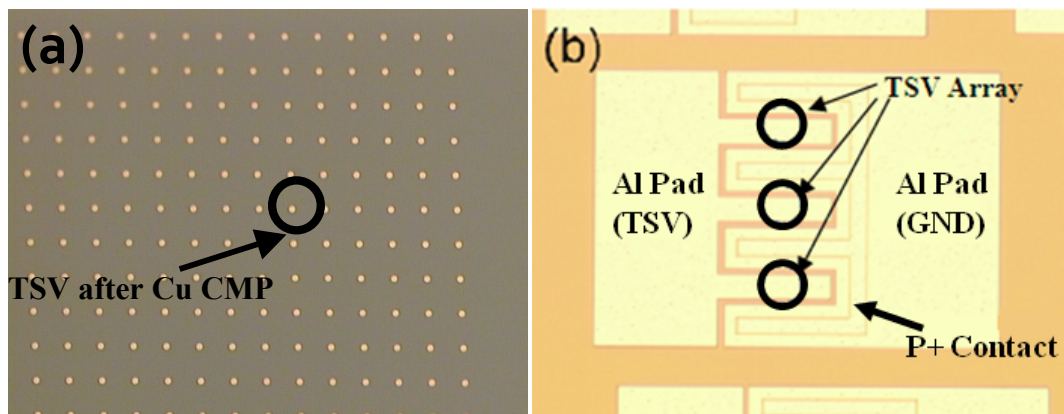 (a)
TSV after Cu CMP
(b)
TSV Array
Al Pad
(TSV)
Al Pad
(GND)
P+ Contact